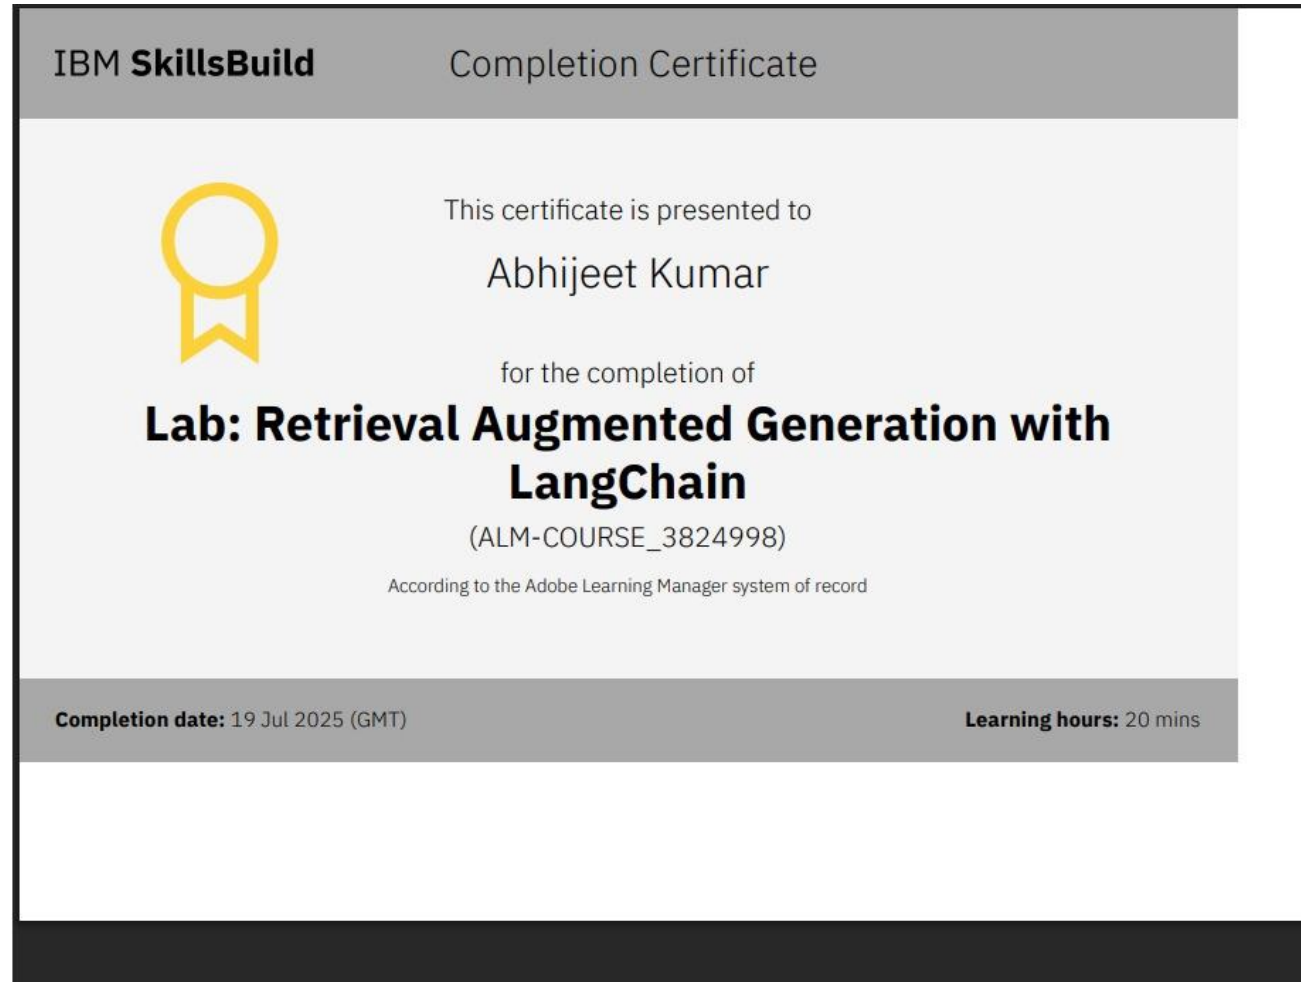 IBM SkillsBuild
Completion Certificate
This certificate is presented to
Abhijeet Kumar
for the completion of
Lab: Retrieval Augmented Generation with
LangChain
(ALM-COURSE_3824998)
According to the Adobe Learning Manager system of record
Completion date: 19 Jul 2025 (GMT)
Learning hours: 20 mins